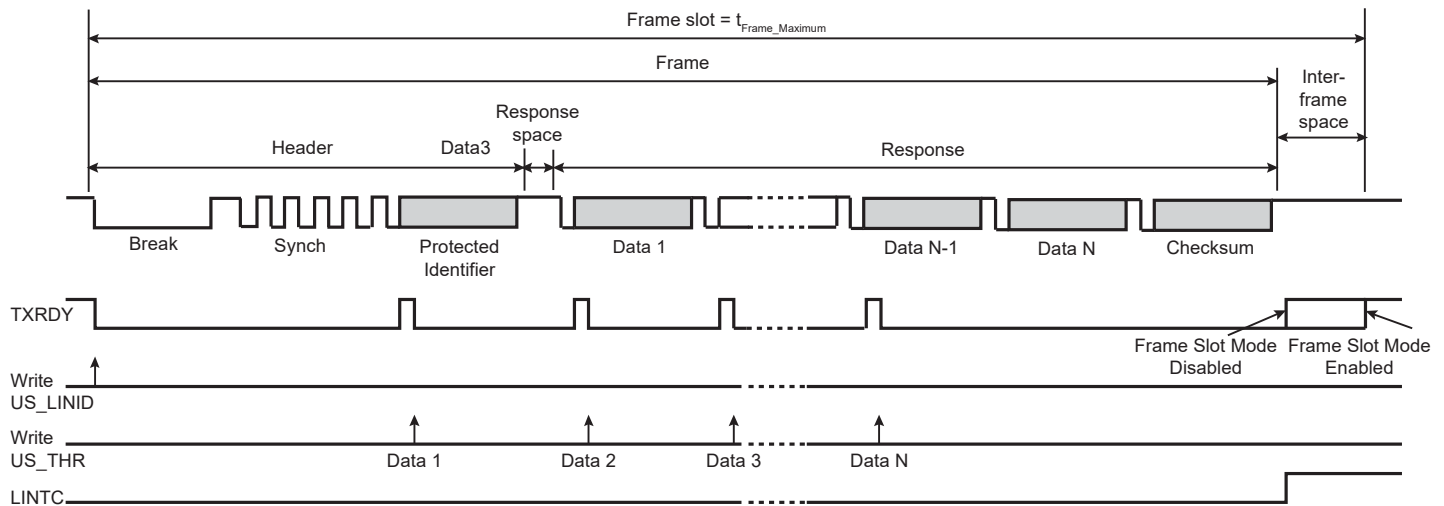 Frame slot = tFrame_Maximum
Frame
Inter-
frame
space
Response
space
Header
Data3
Response
Break
Synch
Protected
Identifier
Data 1
Data N-1
Data N
Checksum
TXRDY
Frame Slot Mode
Disabled
Frame Slot Mode
Enabled
Write
US_LINID
Write
US_THR
Data 1
Data 2
Data 3
Data N
LINTC